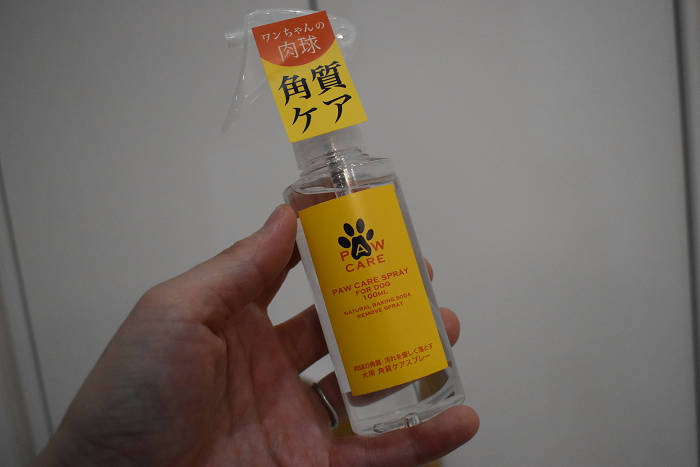 ワンちゃんの
肉球
角質
ケア
PAW
CARE
PAW CARE SPRAY
FOR DOG
100ML
NATURAL BAKING SODA
REMOVE SPRAY
肉球の角質・汚れを優しく落とす
犬用 角質ケアスプレー